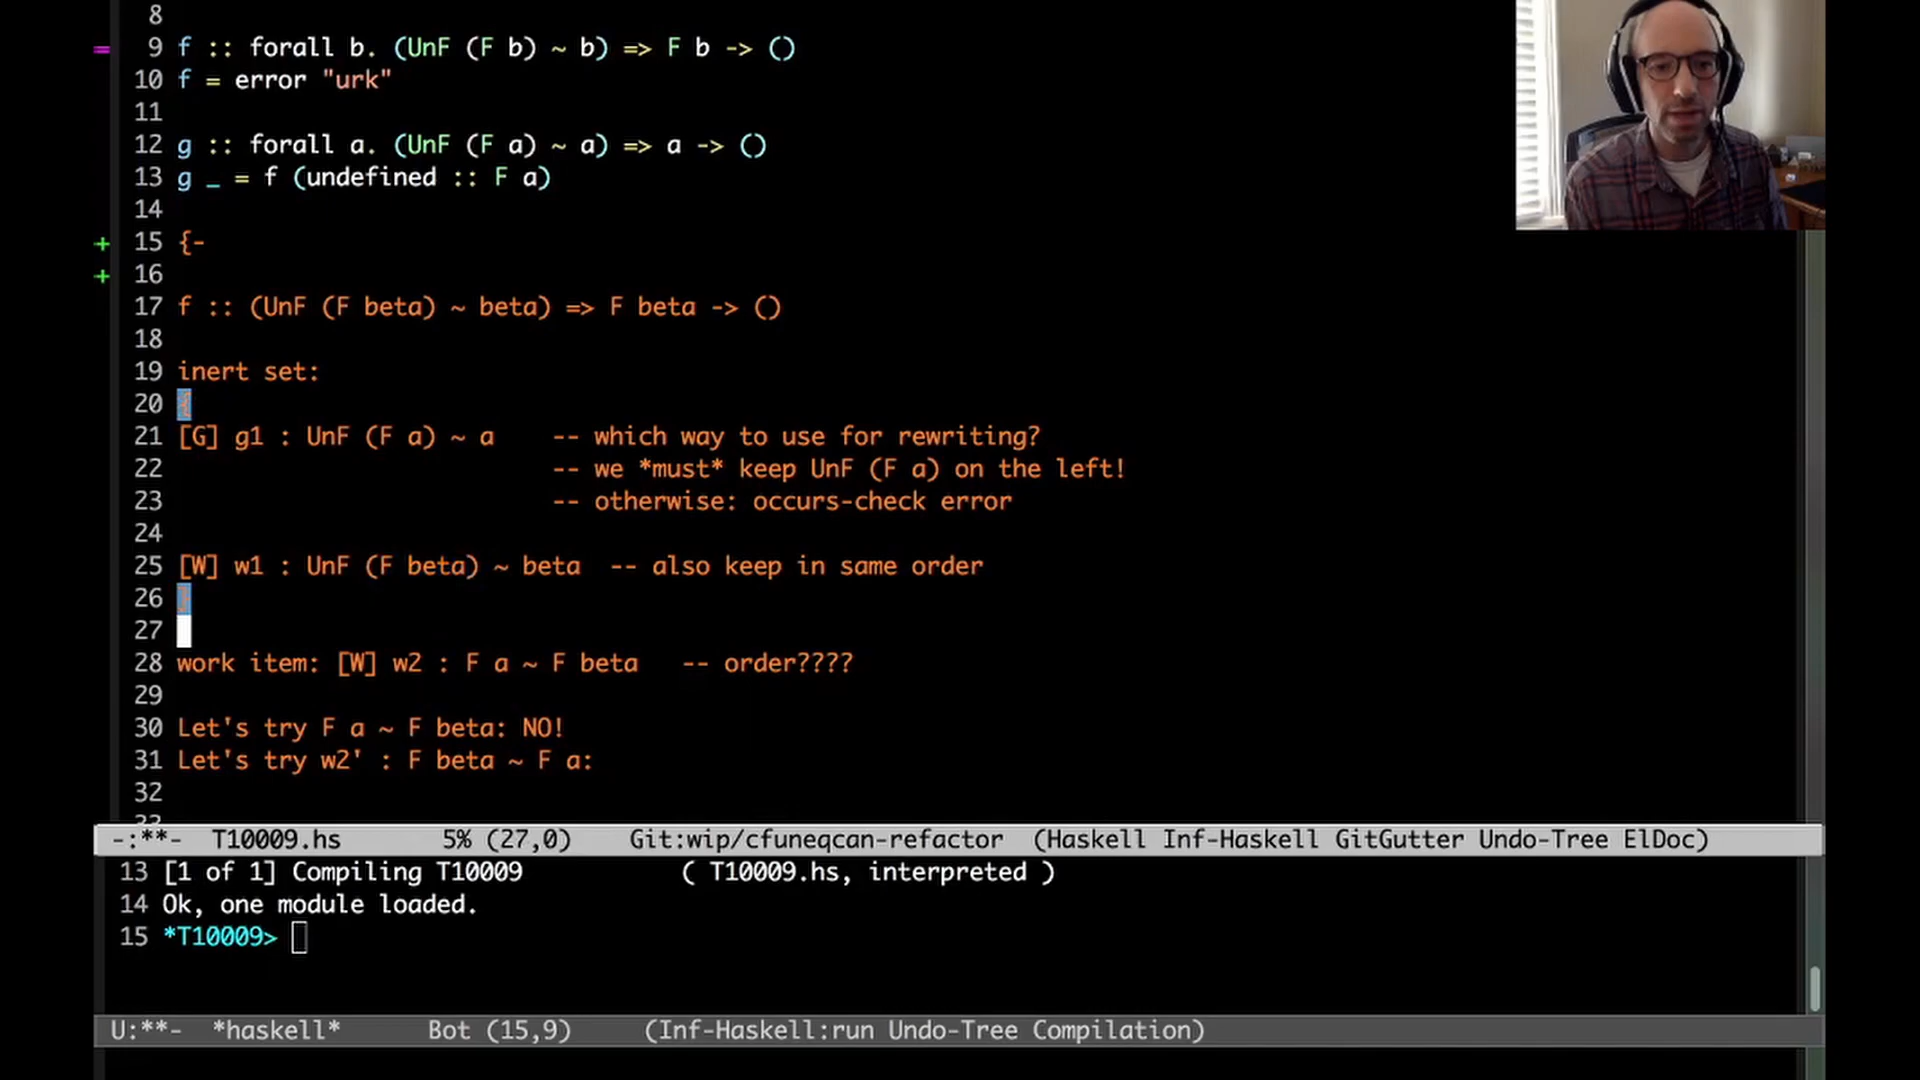 8
= 9 f :: forall b. (UnF (F b) ~ b) => F b -> ()
10 f = error "urk"
11
12 g :: forall a. (UnF (F a) ~ a) => a -> ()
13 g _ = f (undefined :: F a)
14
+ 15 {-
+ 16
17 f :: (UnF (F beta) ~ beta) => F beta -> ()
18
19 inert set:
20 {
21 [G] g1 : UnF (F a) ~ a -- which way to use for rewriting?
22 -- we *must* keep UnF (F a) on the left!
23 -- otherwise: occurs-check error
24
25 [W] w1 : UnF (F beta) ~ beta -- also keep in same order
26 }
27
28 work item: [W] w2 : F a ~ F beta -- order????
29
30 Let's try F a ~ F beta: NO!
31 Let's try w2' : F beta ~ F a:
32
33
-:**- T10009.hs 5% (27,0) Git:wip/cfuneqcan-refactor (Haskell Inf-Haskell GitGutter Undo-Tree ElDoc)
13 [1 of 1] Compiling T10009 ( T10009.hs, interpreted )
14 Ok, one module loaded.
15 *T10009>
U:**- *haskell* Bot (15,9) (Inf-Haskell:run Undo-Tree Compilation)